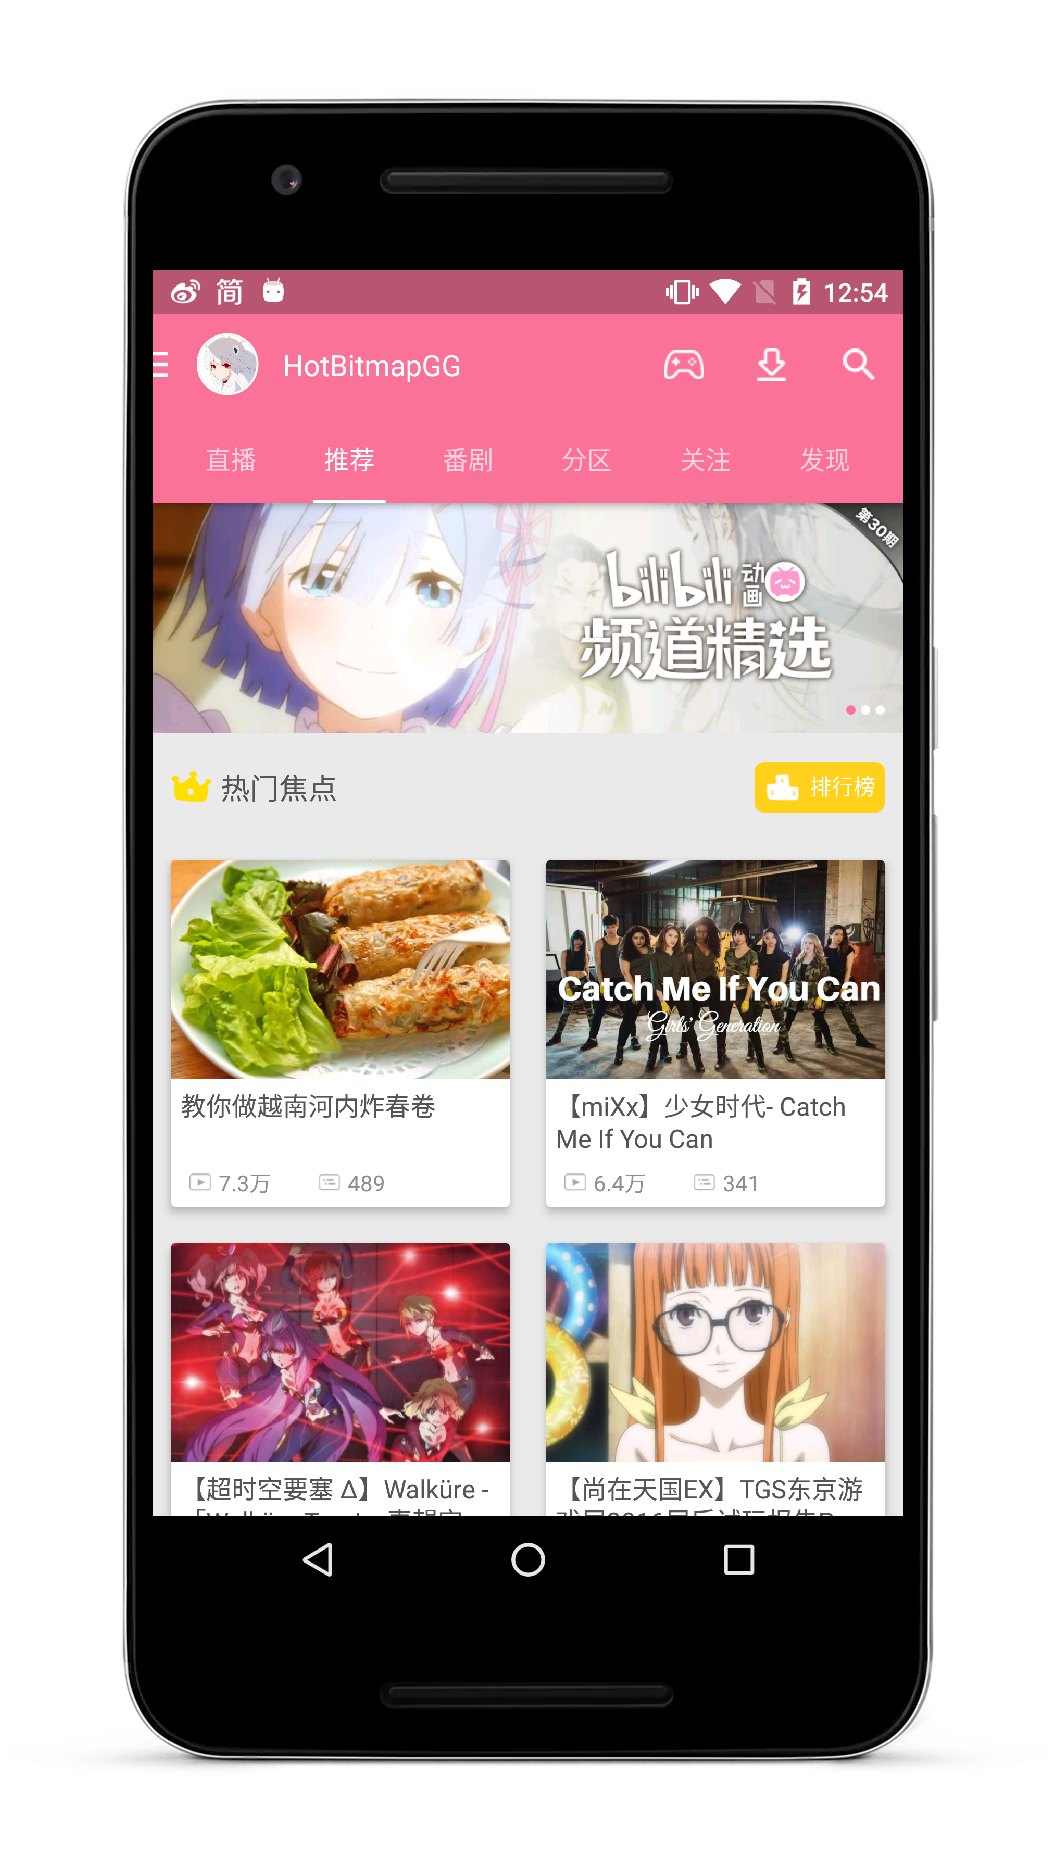 简
12:54
HotBitmapGG
直播
推荐
番剧
分区
关注
发现
第30期
bilibili 动画
频道精选
热门焦点
排行榜
Catch Me If You Can
Girls' Generation
教你做越南河内炸春卷
【miXx】少女时代- Catch
Me If You Can
7.3万
489
6.4万
341
【超时空要塞 Δ】Walküre -
【尚在天国EX】TGS东京游